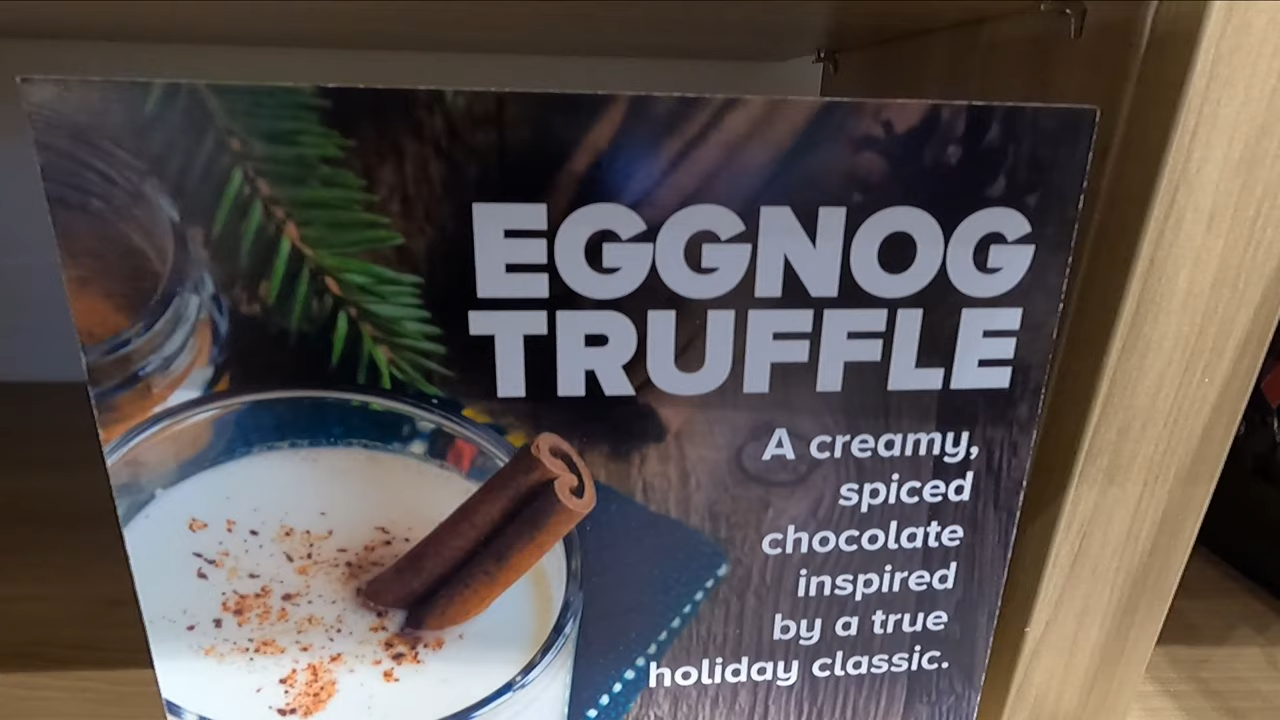 EGGNOG
TRUFFLE
A creamy,
spiced
chocolate
inspired
by a true
holiday classic.